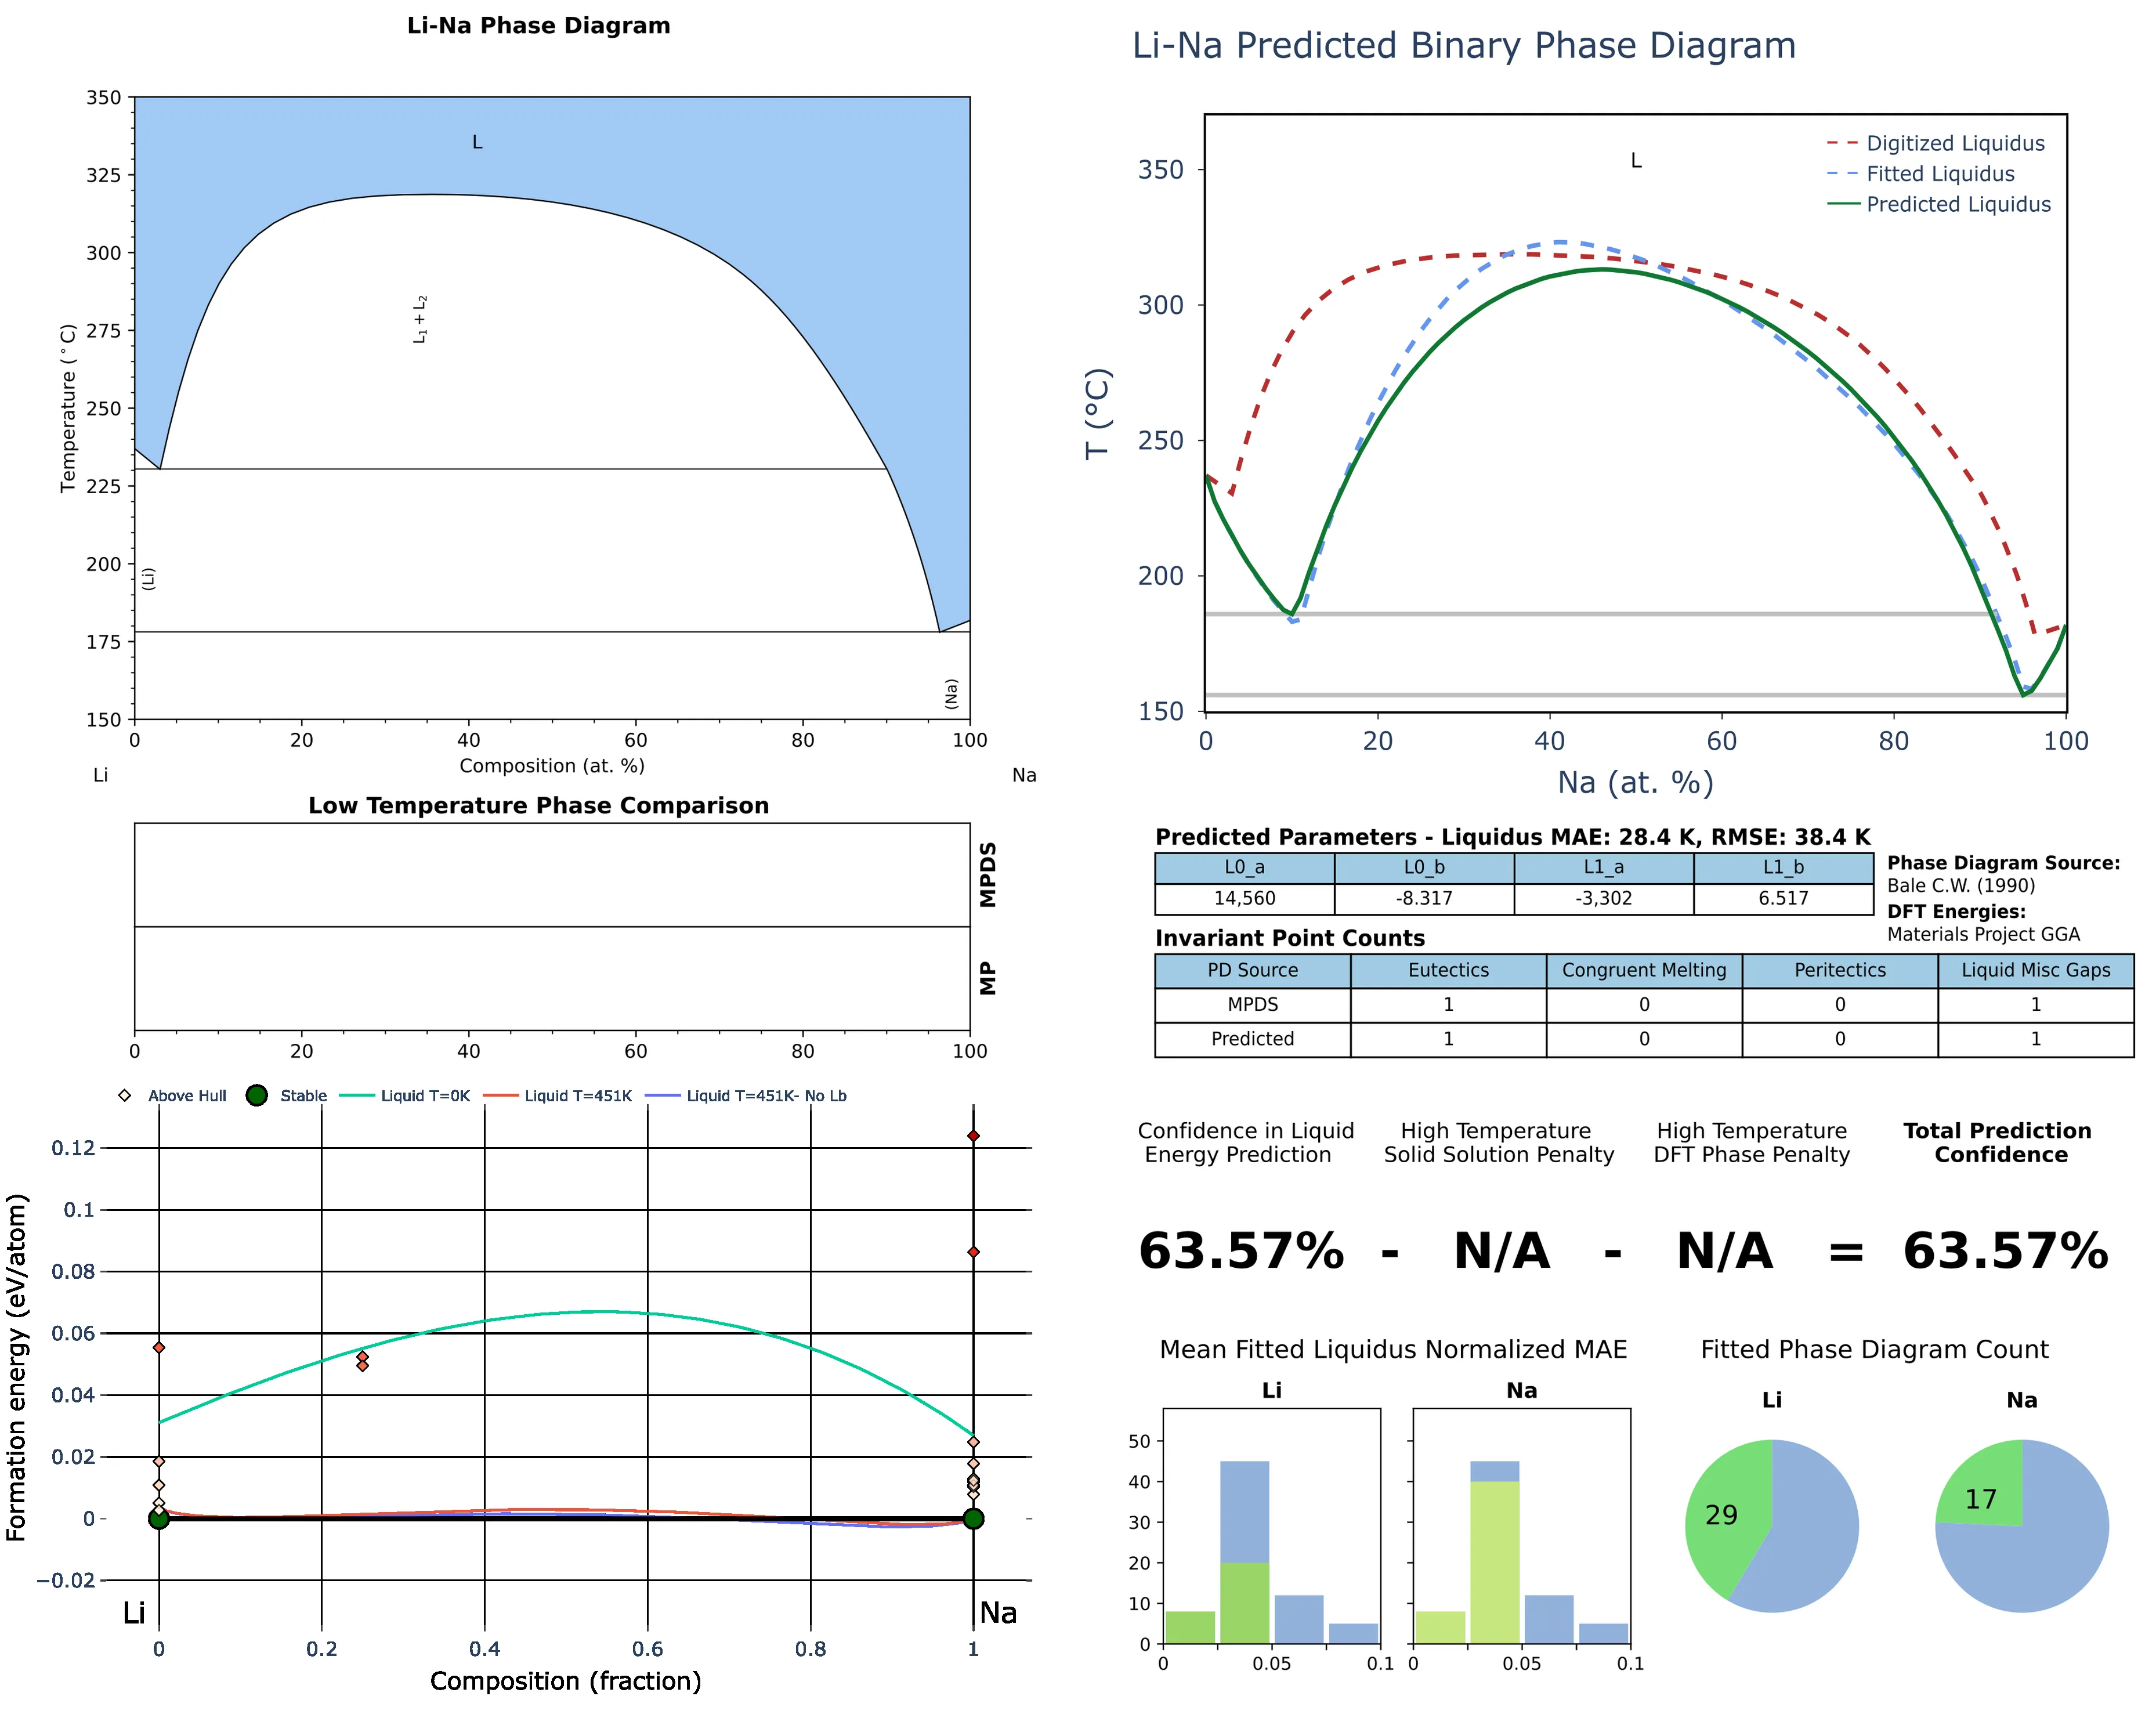 Li-Na Phase Diagram
350
325
300
275
250
225
200
175
150
Temperature (°C)
L
L₁ + L₂
(Li)
(Na)
0 20 40 60 80 100
Composition (at. %)
Li Na
Low Temperature Phase Comparison
MPDS
MP
0 20 40 60 80 100
Above Hull Stable Liquid T=0K Liquid T=451K Liquid T=451K- No Lb
0.12
0.1
0.08
0.06
0.04
0.02
0
−0.02
Formation energy (eV/atom)
Li Na
0 0.2 0.4 0.6 0.8 1
Composition (fraction)
Li-Na Predicted Binary Phase Diagram
L
Digitized Liquidus
Fitted Liquidus
Predicted Liquidus
350
300
250
200
150
T (°C)
0 20 40 60 80 100
Na (at. %)
Predicted Parameters - Liquidus MAE: 28.4 K, RMSE: 38.4 K
L0_a L0_b L1_a L1_b
14,560 -8.317 -3,302 6.517
Phase Diagram Source:
Bale C.W. (1990)
DFT Energies:
Materials Project GGA
Invariant Point Counts
PD Source Eutectics Congruent Melting Peritectics Liquid Misc Gaps
MPDS 1 0 0 1
Predicted 1 0 0 1
Confidence in Liquid
Energy Prediction
High Temperature
Solid Solution Penalty
High Temperature
DFT Phase Penalty
Total Prediction
Confidence
63.57% - N/A - N/A = 63.57%
Mean Fitted Liquidus Normalized MAE
Li Na
50
40
30
20
10
0
0 0.05 0.1 0 0.05 0.1
Fitted Phase Diagram Count
Li Na
29 17